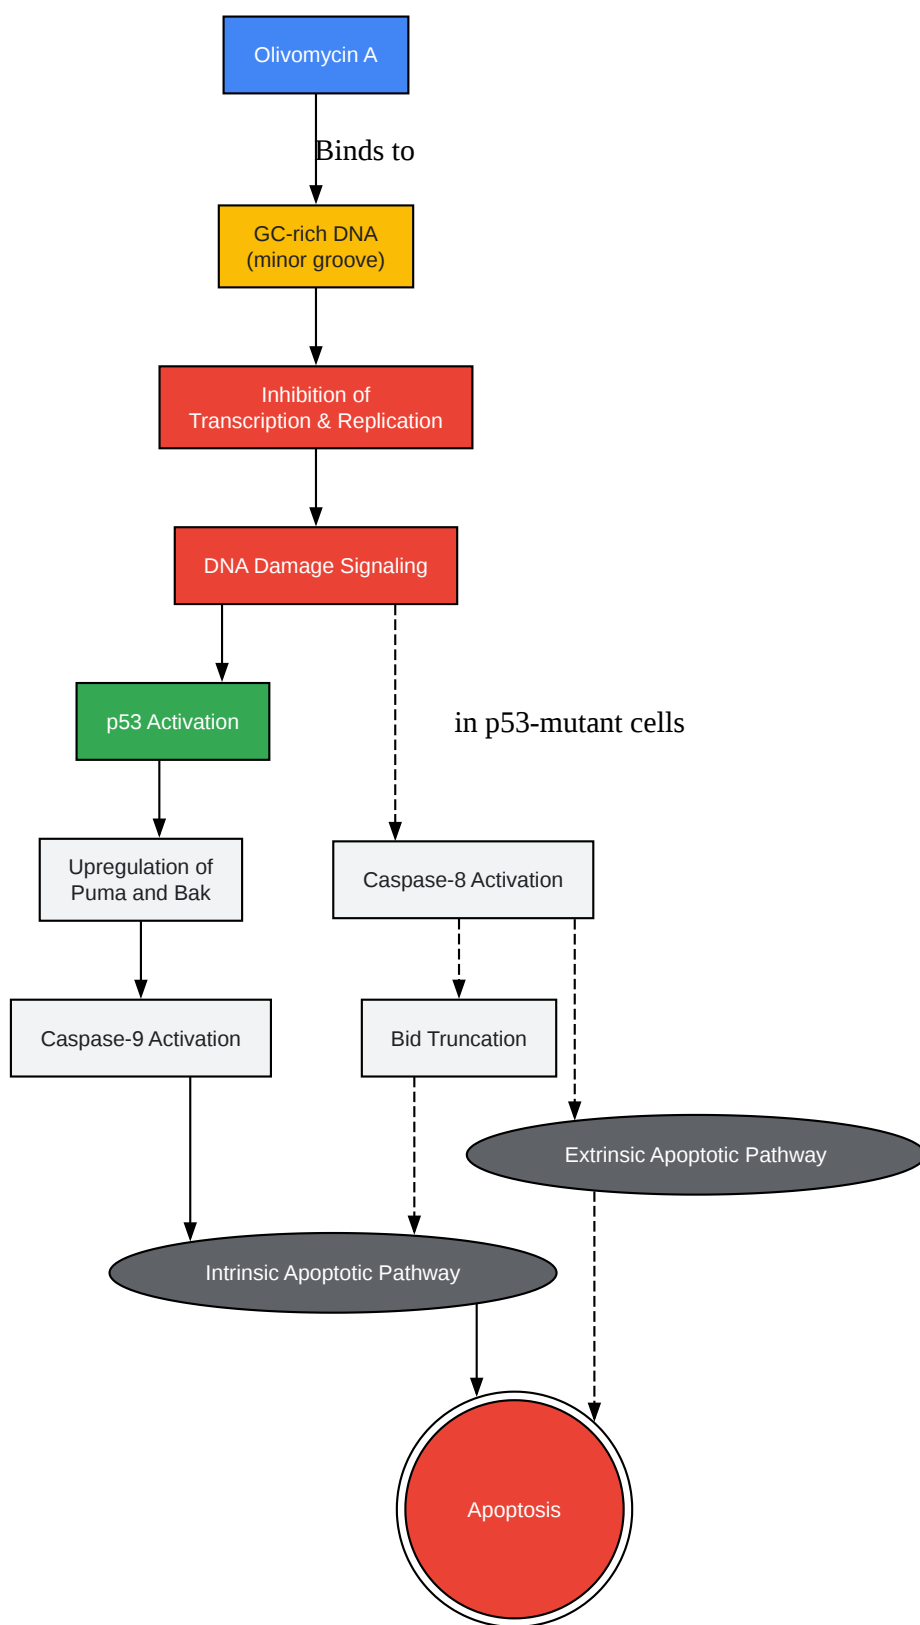 Olivomycin A
Binds to
GC-rich DNA
(minor groove)
Inhibition of
Transcription & Replication
DNA Damage Signaling
p53 Activation
in p53-mutant cells
Upregulation of
Puma and Bak
Caspase-8 Activation
Caspase-9 Activation
Bid Truncation
Extrinsic Apoptotic Pathway
Intrinsic Apoptotic Pathway
Apoptosis